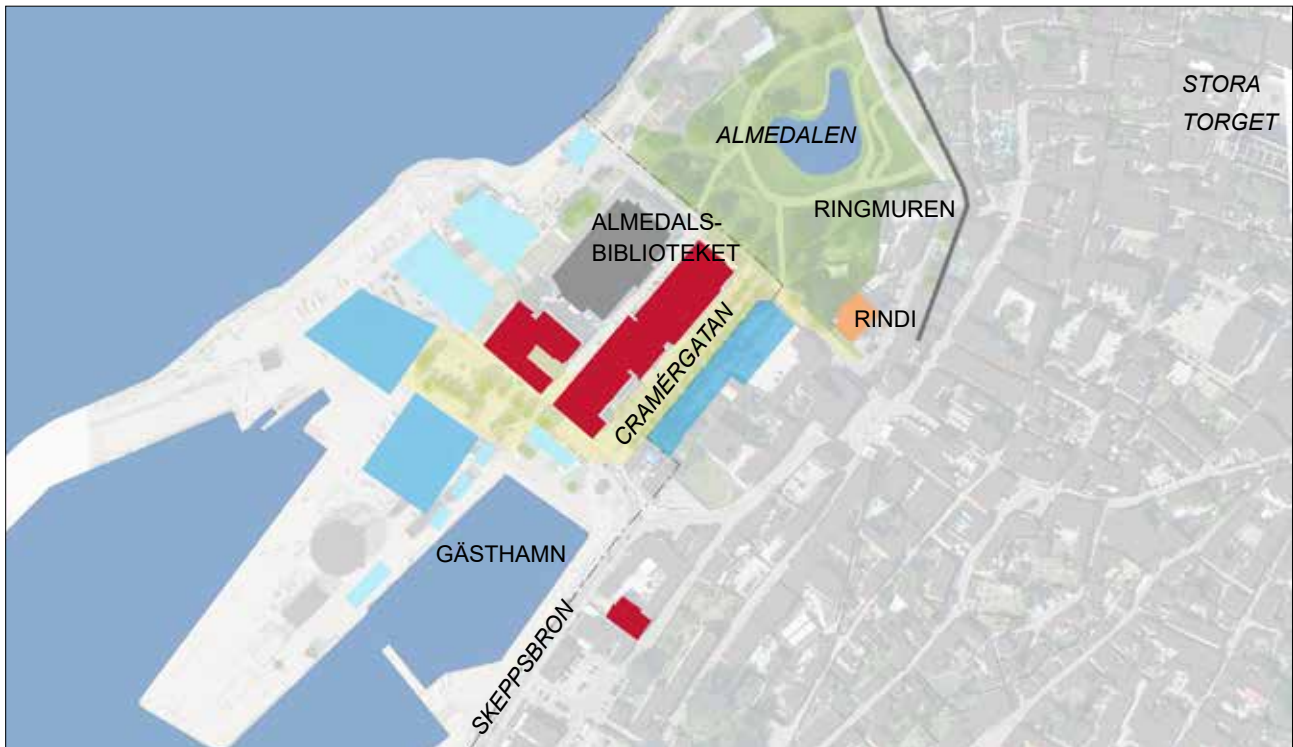 STORA
TORGET
ALMEDALEN
RINGMUREN
ALMEDALS-
BIBLIOTEKET
RINDI
CRAMÉRGATAN
GÄSTHAMN
SKEPPSBRON